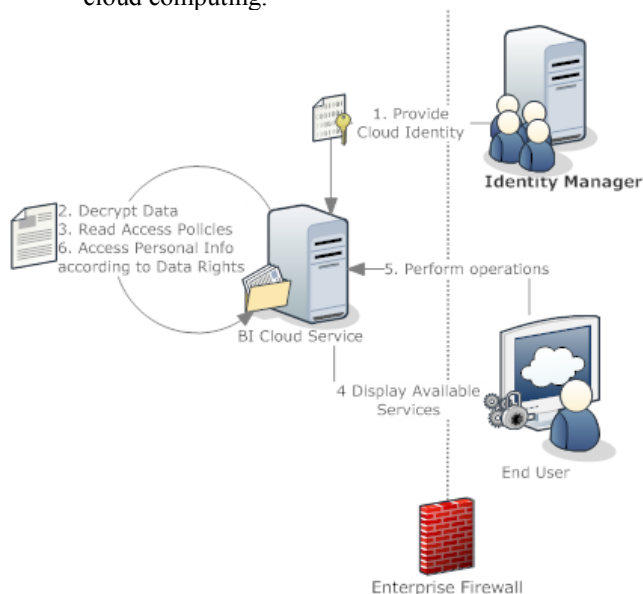 cloud computing.
1. Provide
Cloud Identity
Identity Manager
2. Decrypt Data
3. Read Access Policies
6. Access Personal Info
according to Data Rights
5. Perform operations
BI Cloud Service
4 Display Available
Services
End User
Enterprise Firewall